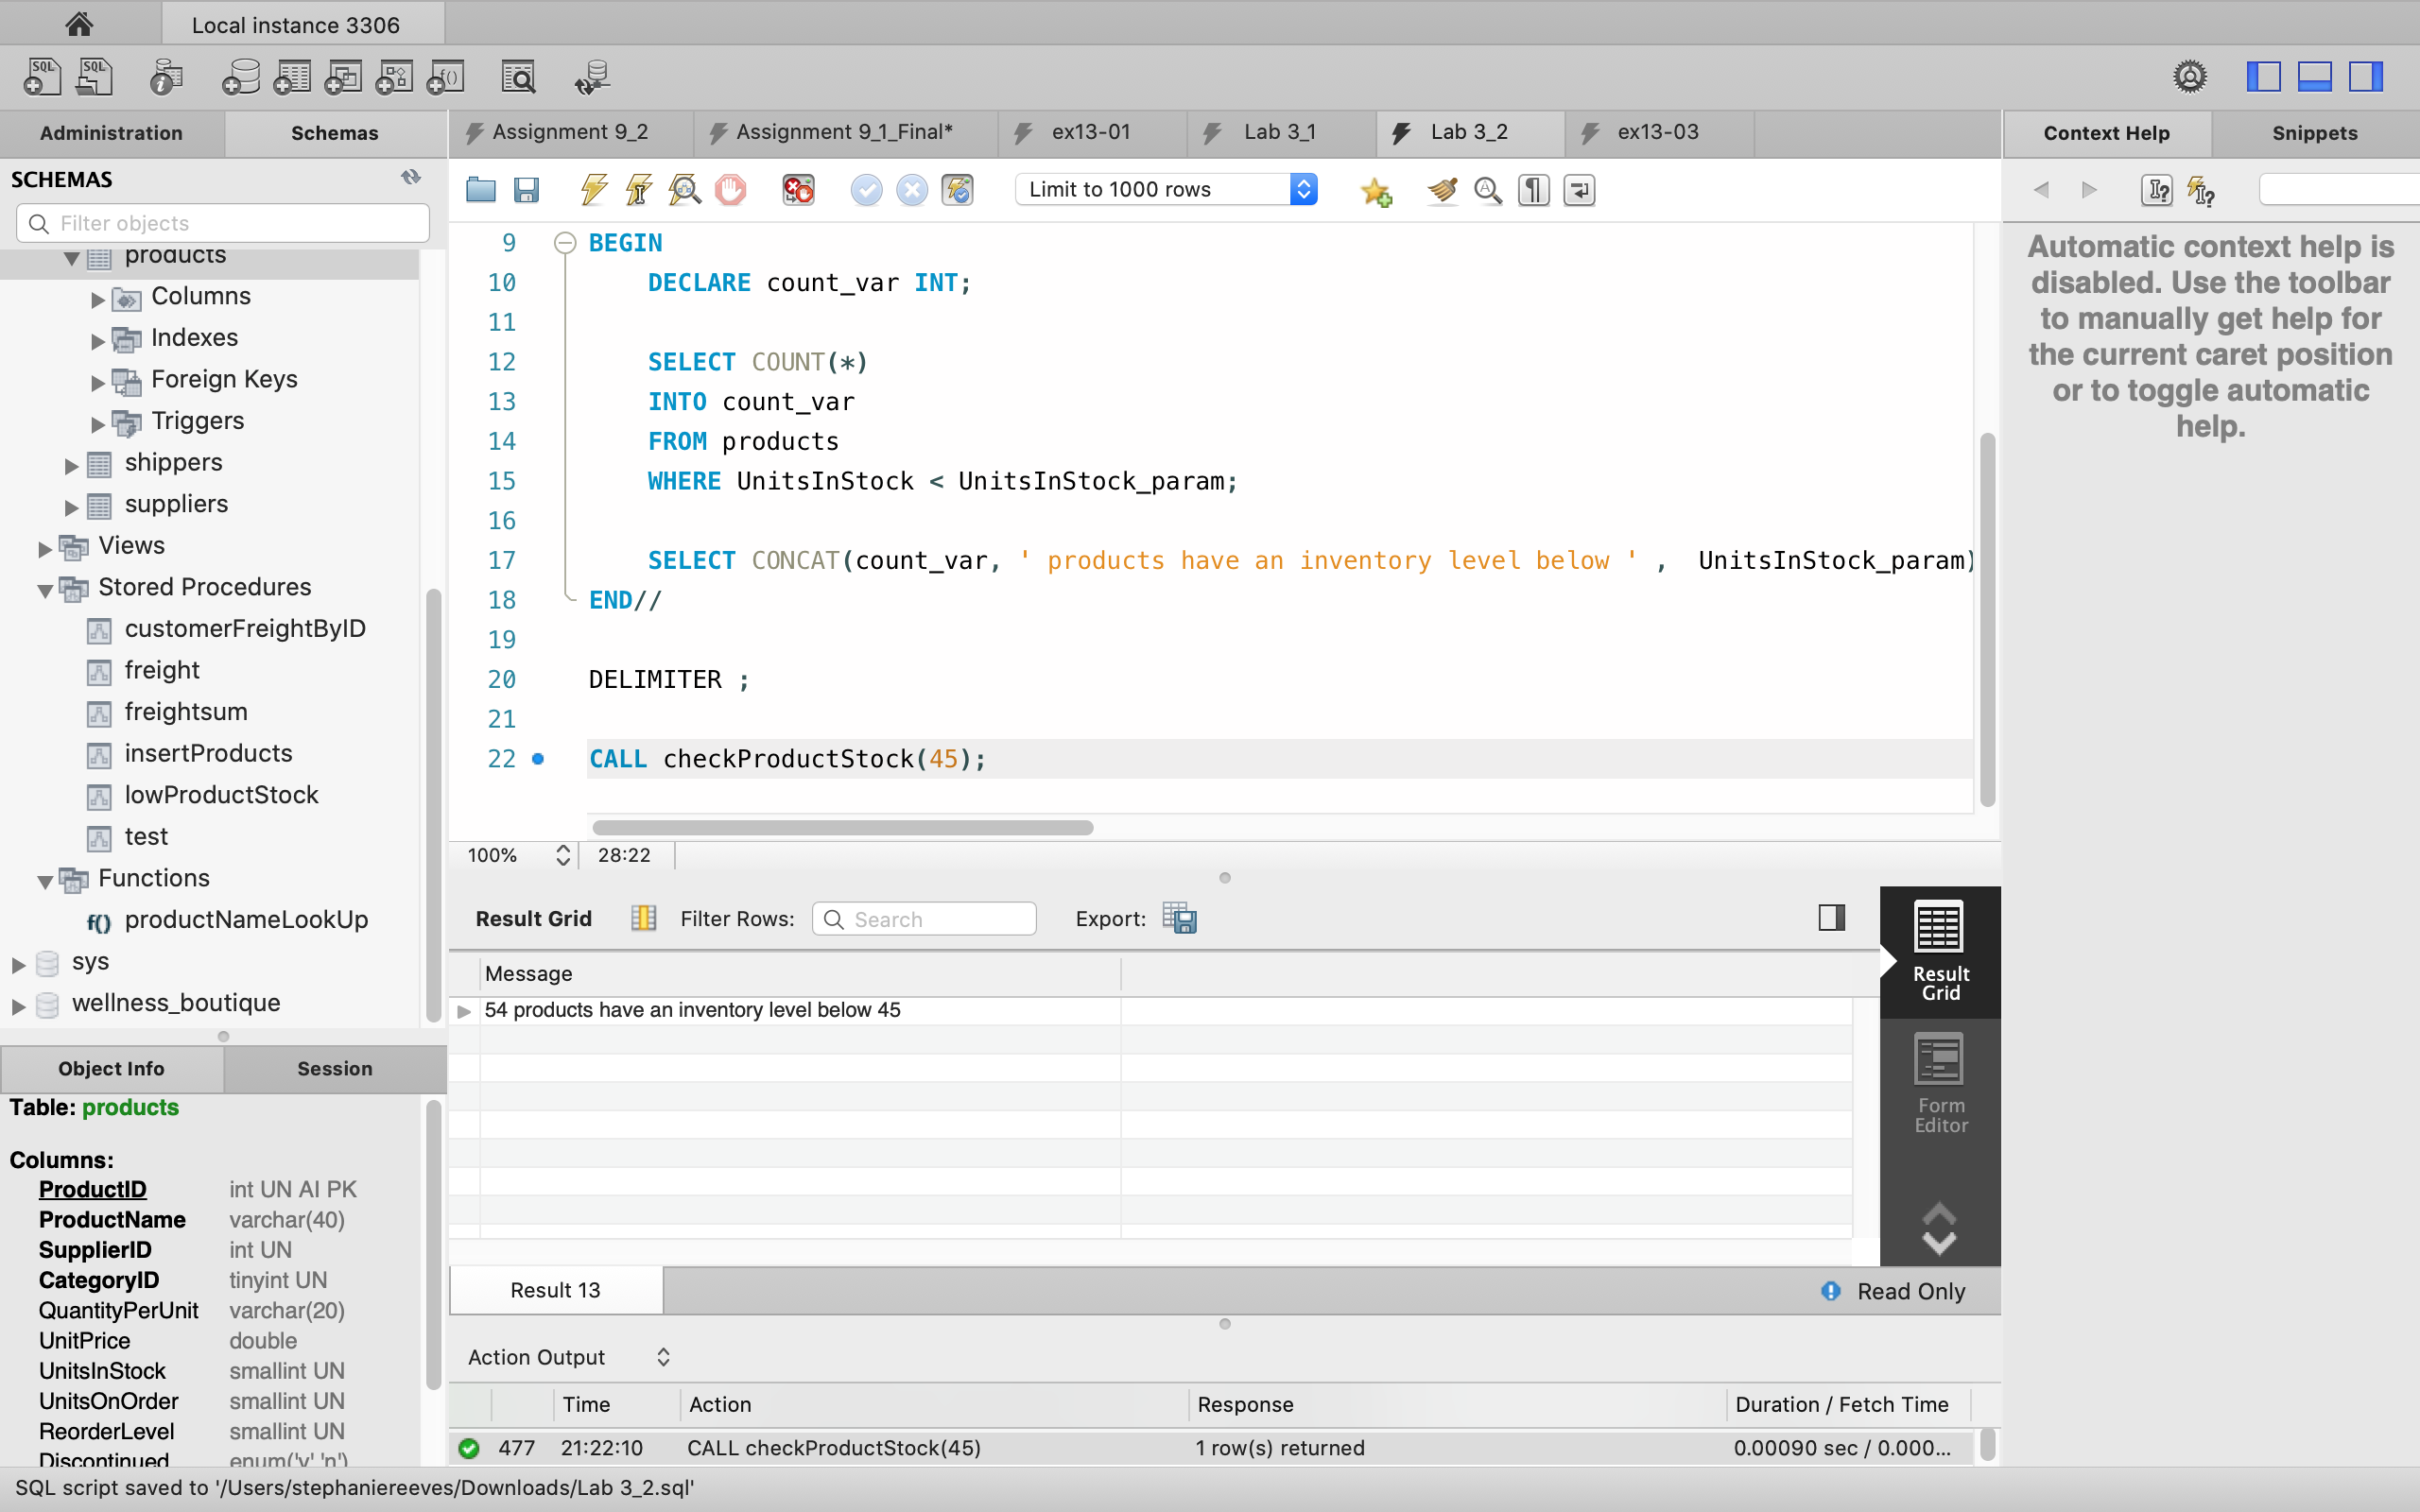 Local instance 3306
SQL SQL
Administration Schemas
SCHEMAS
Filter objects
products
Columns
Indexes
Foreign Keys
Triggers
shippers
suppliers
Views
Stored Procedures
customerFreightByID
freight
freightsum
insertProducts
lowProductStock
test
Functions
f() productNameLookUp
sys
wellness_boutique
Object Info Session
Table: products
Columns:
ProductID int UN AI PK
ProductName varchar(40)
SupplierID int UN
CategoryID tinyint UN
QuantityPerUnit varchar(20)
UnitPrice double
UnitsInStock smallint UN
UnitsOnOrder smallint UN
ReorderLevel smallint UN
Discontinued enum('y','n')
Assignment 9_2 Assignment 9_1_Final* ex13-01 Lab 3_1 Lab 3_2 ex13-03
Limit to 1000 rows
9 BEGIN
10 DECLARE count_var INT;
11
12 SELECT COUNT(*)
13 INTO count_var
14 FROM products
15 WHERE UnitsInStock < UnitsInStock_param;
16
17 SELECT CONCAT(count_var, ' products have an inventory level below ' , UnitsInStock_param)
18 END//
19
20 DELIMITER ;
21
22 CALL checkProductStock(45);
100% 28:22
Result Grid Filter Rows: Search Export:
Message
54 products have an inventory level below 45
Result
Grid
Form
Editor
Result 13 Read Only
Action Output
Time Action Response Duration / Fetch Time
477 21:22:10 CALL checkProductStock(45) 1 row(s) returned 0.00090 sec / 0.000...
Context Help Snippets
Automatic context help is
disabled. Use the toolbar
to manually get help for
the current caret position
or to toggle automatic
help.
SQL script saved to '/Users/stephaniereeves/Downloads/Lab 3_2.sql'